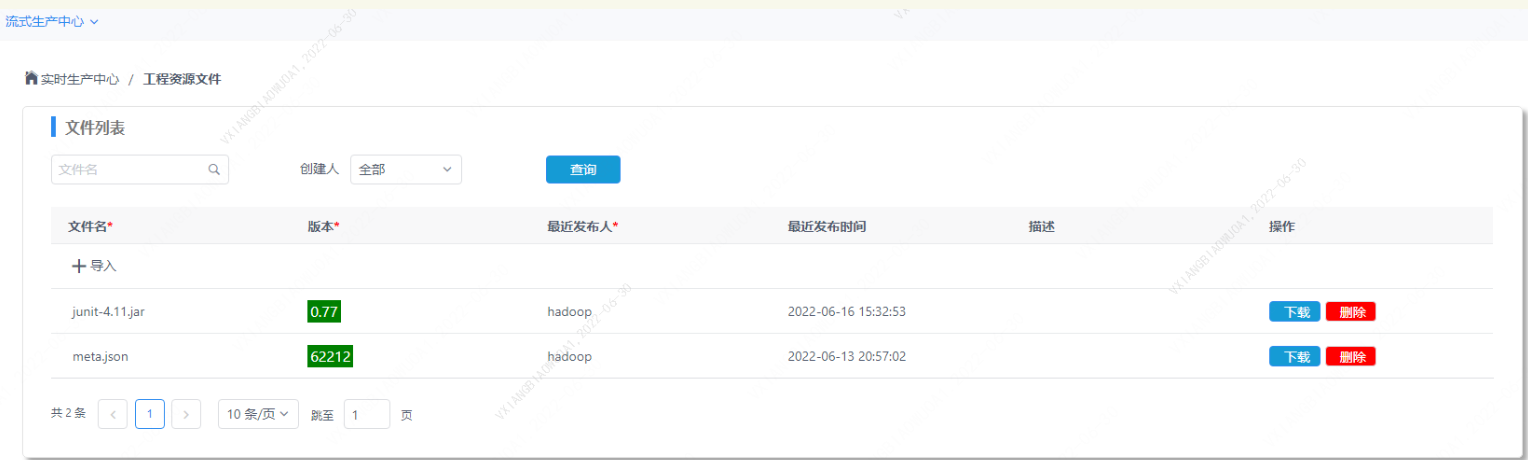 流式生产中心
实时生产中心 / 工程资源文件
文件列表
文件名 创建人 全部 查询
文件名* 版本* 最近发布人* 最近发布时间 描述 操作
导入
junit-4.11.jar 0.77 hadoop 2022-06-16 15:32:53 下载 删除
meta.json 62212 hadoop 2022-06-13 20:57:02 下载 删除
共 2 条 < 1 > 10 条/页 跳至 1 页